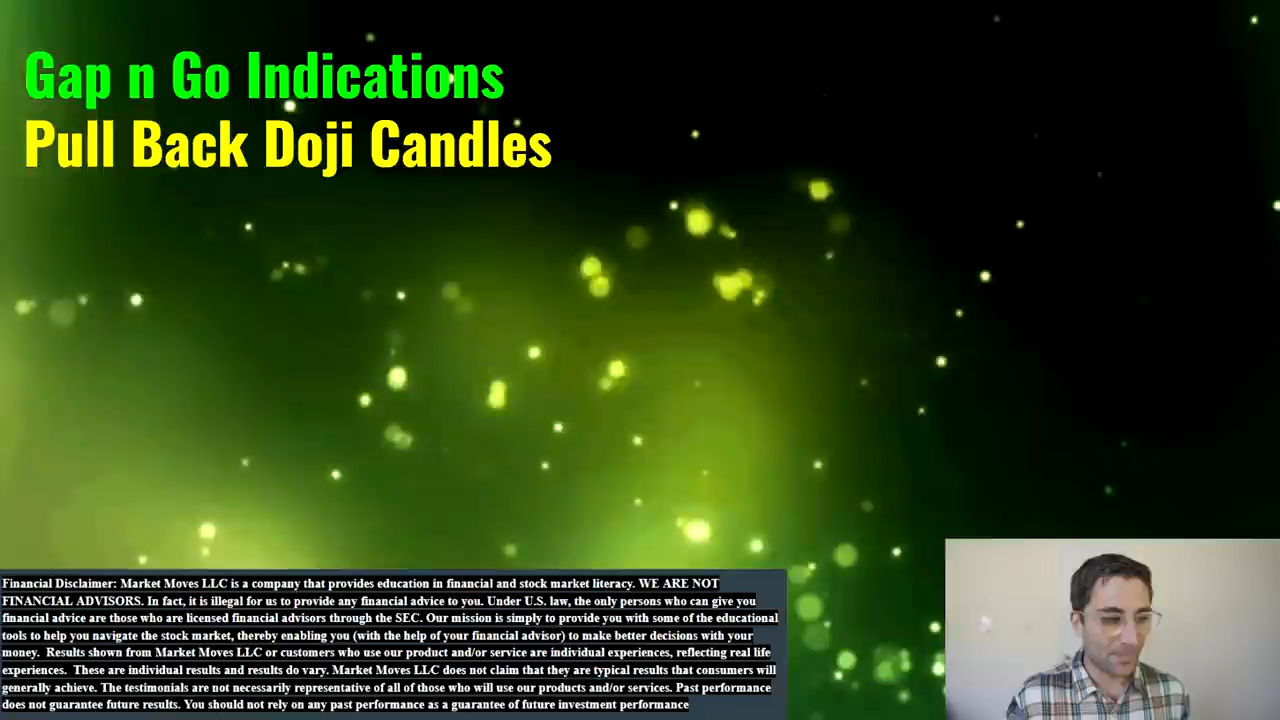 Gap n Go Indications
Pull Back Doji Candles
Financial Disclaimer: Market Moves LLC is a company that provides education in financial and stock market literacy. WE ARE NOT
FINANCIAL ADVISORS. In fact, it is illegal for us to provide any financial advice to you. Under U.S. law, the only persons who can give you
financial advice are those who are licensed financial advisors through the SEC. Our mission is simply to provide you with some of the educational
tools to help you navigate the stock market, thereby enabling you (with the help of your financial advisor) to make better decisions with your
money.  Results shown from Market Moves LLC or customers who use our product and/or service are individual experiences, reflecting real life
experiences.  These are individual results and results do vary. Market Moves LLC does not claim that they are typical results that consumers will
generally achieve. The testimonials are not necessarily representative of all of those who will use our products and/or services. Past performance
does not guarantee future results. You should not rely on any past performance as a guarantee of future investment performance